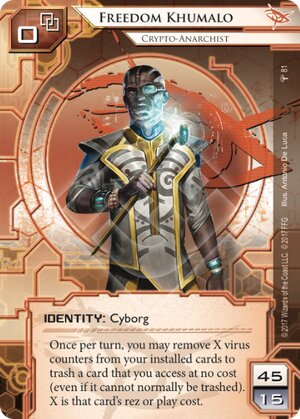 0
FREEDOM KHUMALO
CRYPTO-ANARCHIST
81
Illus. Antonio De Luca
© 2017 Wizards of the Coast LLC. © 2017 FFG
IDENTITY: Cyborg
Once per turn, you may remove X virus
counters from your installed cards to
trash a card that you access at no cost
(even if it cannot normally be trashed).
X is that card's rez or play cost.
45
15